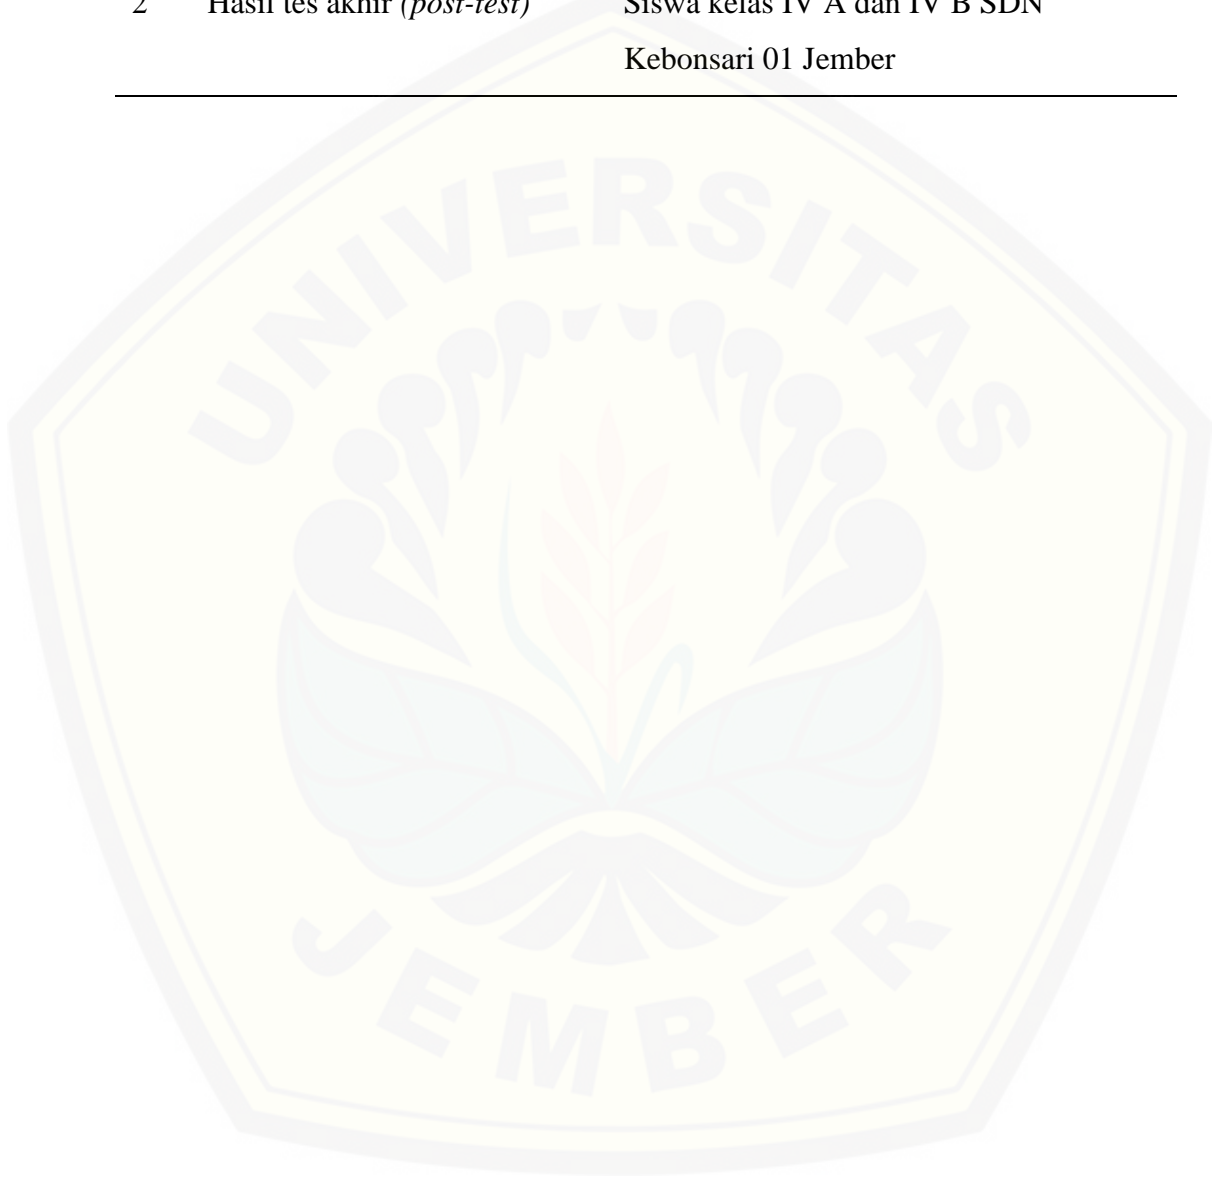 2 Hasil tes akhir (post-test) Siswa kelas IV A dan IV B SDN
Kebonsari 01 Jember
UNIVERSITAS
JEMBER